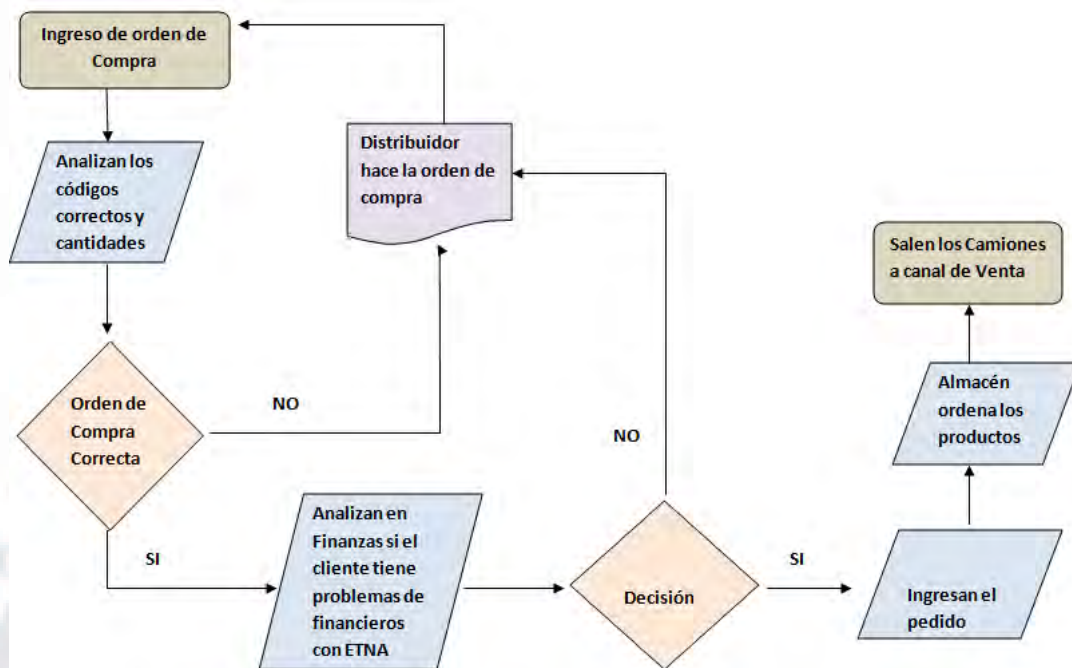 Ingreso de orden de
Compra
Analizan los
códigos
correctos y
cantidades
Distribuidor
hace la orden de
compra
Salen los Camiones
a canal de Venta
Orden de
Compra
Correcta
NO
NO
Almacén
ordena los
productos
SI
Analizan en
Finanzas si el
cliente tiene
problemas de
financieros
con ETNA
Decisión
SI
Ingresan el
pedido